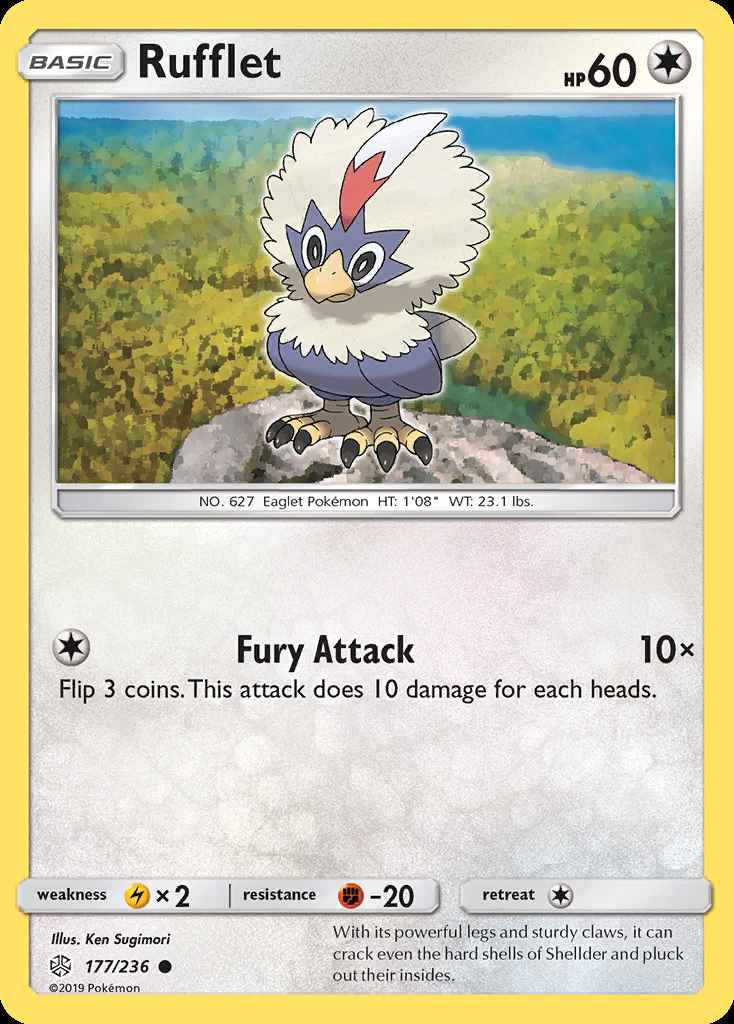 BASIC Rufflet HP60
NO. 627 Eaglet Pokémon HT: 1'08" WT: 23.1 lbs.
Fury Attack 10×
Flip 3 coins. This attack does 10 damage for each heads.
weakness ×2 resistance -20 retreat
Illus. Ken Sugimori
177/236
©2019 Pokémon
With its powerful legs and sturdy claws, it can
crack even the hard shells of Shellder and pluck
out their insides.